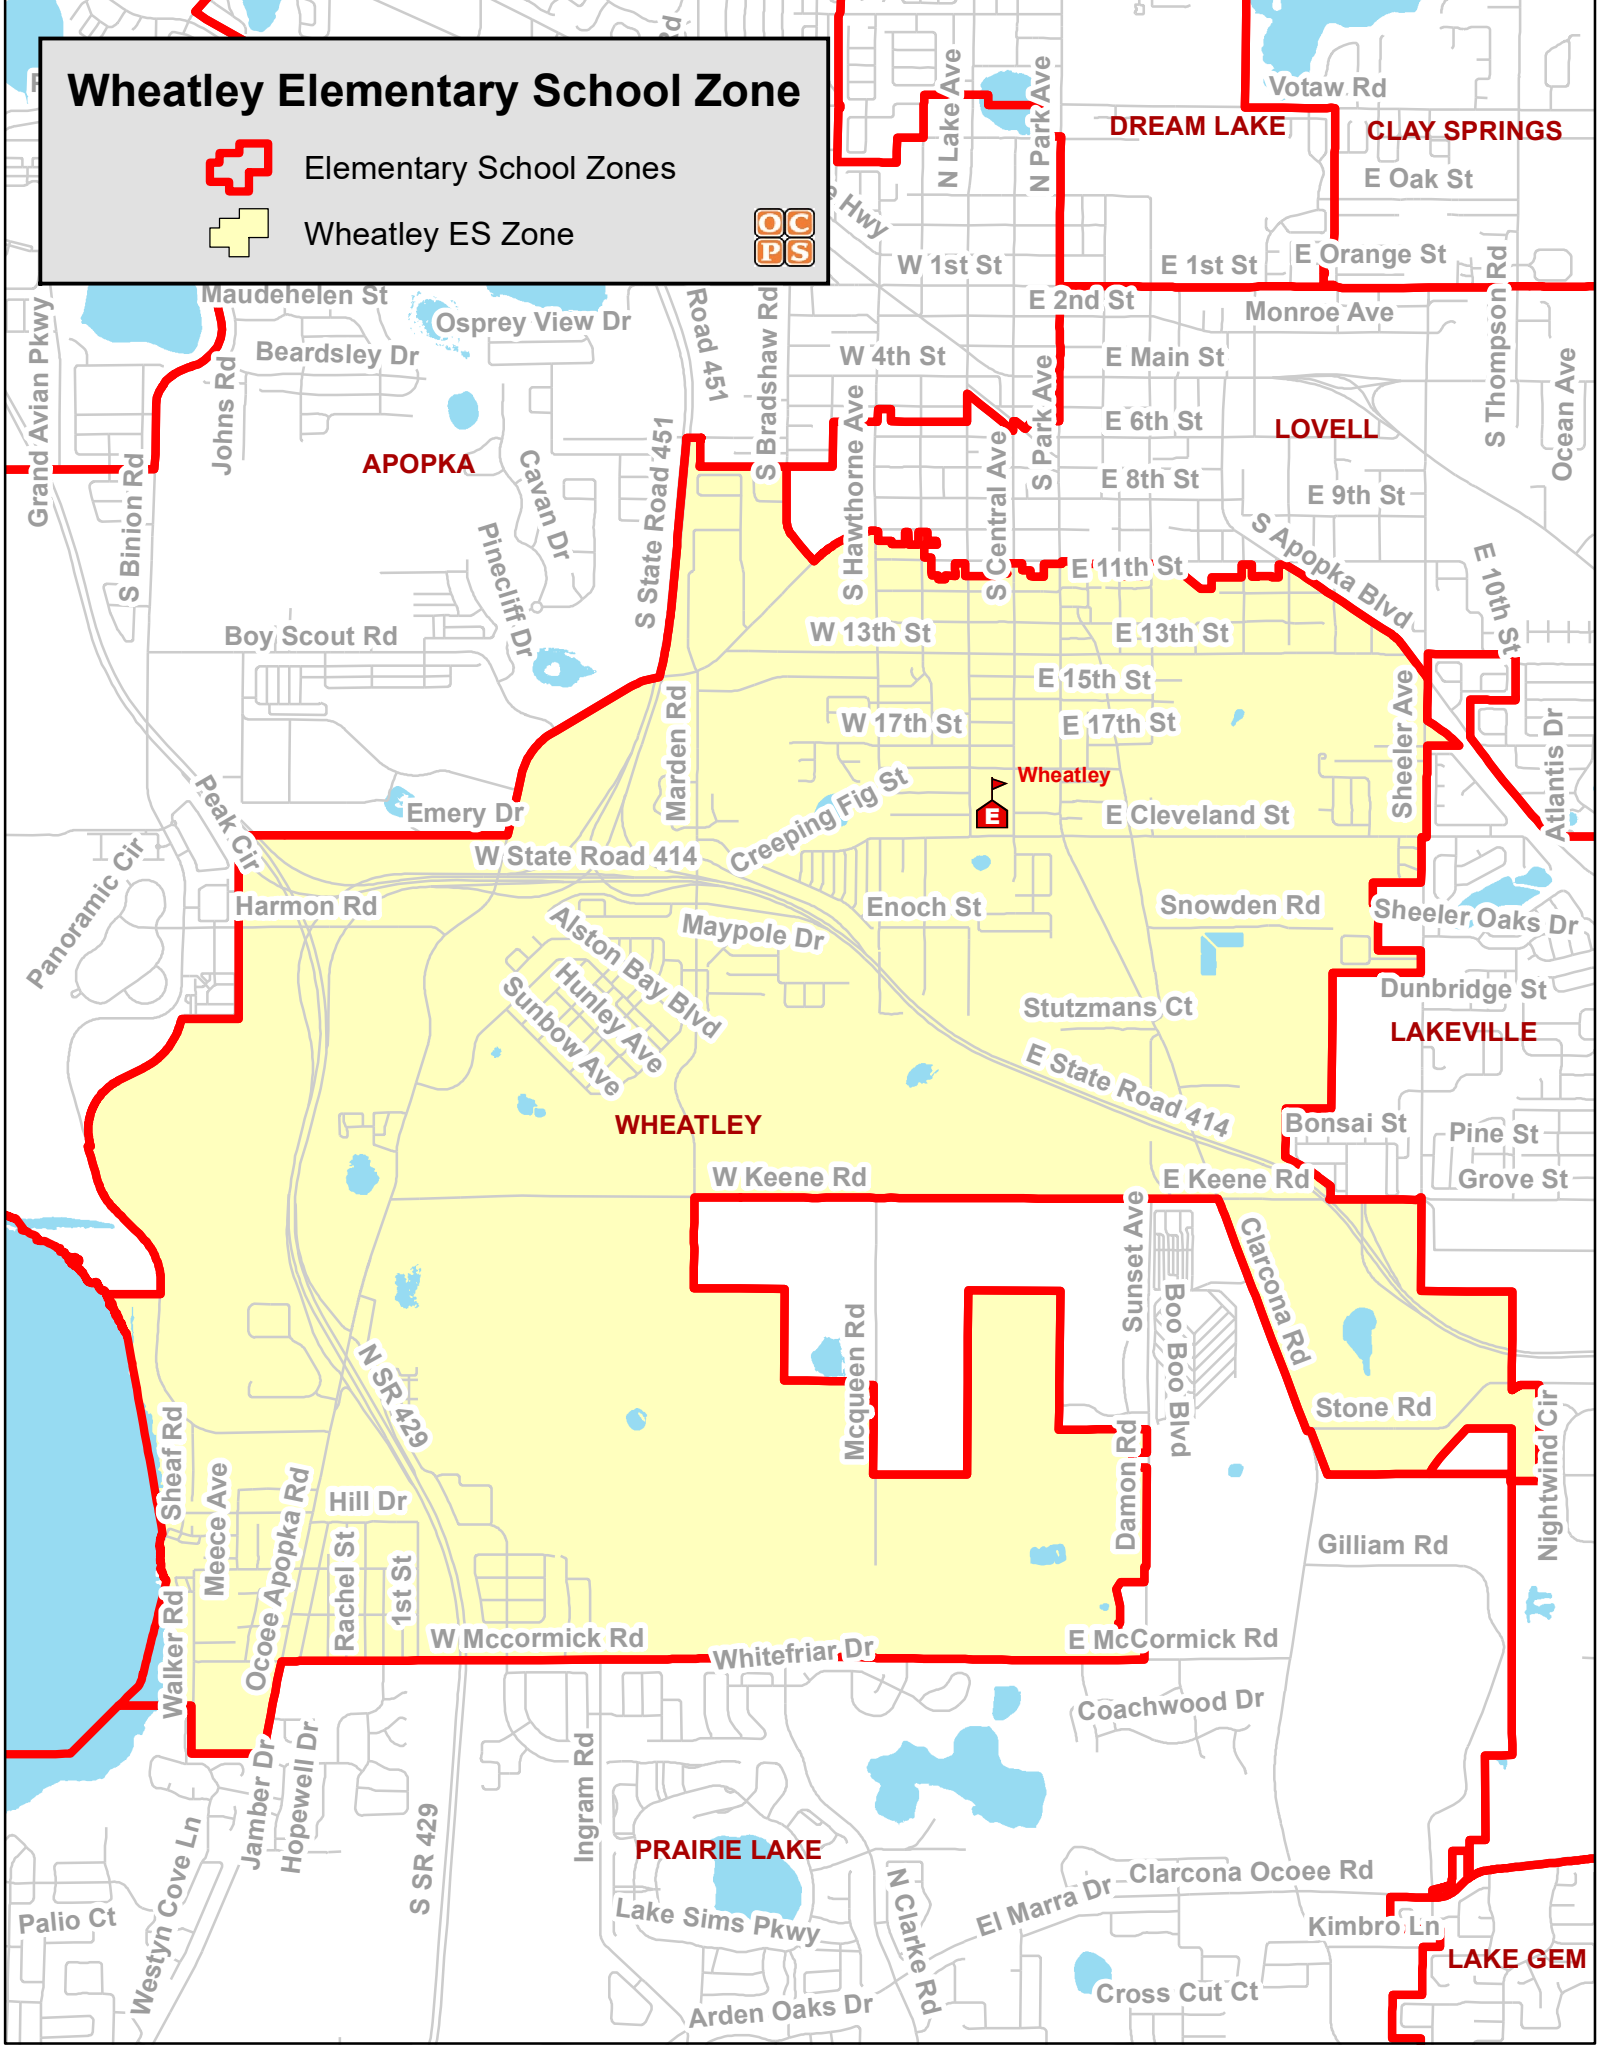 Wheatley Elementary School Zone
Elementary School Zones
Wheatley ES Zone
OC
PS
N Lake Ave
N Park Ave
Votaw Rd
DREAM LAKE
CLAY SPRINGS
E Oak St
Hwy
W 1st St
E 1st St
E Orange St
S Thompson Rd
Maudehelen St
E 2nd St
Monroe Ave
Grand Avian Pkwy
Osprey View Dr
Road 451
S Bradshaw Rd
Beardsley Dr
W 4th St
E Main St
Johns Rd
S Hawthorne Ave
S Park Ave
Ocean Ave
E 6th St
LOVELL
APOPKA
S State Road 451
S Central Ave
S Binion Rd
Cavan Dr
E 8th St
E 9th St
Pinecliff Dr
S Apopka Blvd
E 10th St
E 11th St
Boy Scout Rd
W 13th St
E 13th St
E 15th St
Marden Rd
Sheeler Ave
W 17th St
E 17th St
Atlantis Dr
Wheatley
E
Peak Cir
Emery Dr
Creeping Fig St
E Cleveland St
W State Road 414
Panoramic Cir
Harmon Rd
Enoch St
Snowden Rd
Sheeler Oaks Dr
Alston Bay Blvd
Maypole Dr
Hunley Ave
Sunbow Ave
Dunbridge St
Stutzmans Ct
LAKEVILLE
E State Road 414
WHEATLEY
Bonsai St
Pine St
W Keene Rd
E Keene Rd
Grove St
Sunset Ave
Clarcona Rd
Boo Boo Blvd
Mcqueen Rd
N SR 429
Stone Rd
Nightwind Cir
Sheaf Rd
Damon Rd
Meece Ave
Ocoee Apopka Rd
Hill Dr
Rachel St
1st St
Gilliam Rd
Walker Rd
W Mccormick Rd
Whitefriar Dr
E McCormick Rd
Coachwood Dr
Jamber Dr
Hopewell Dr
Ingram Rd
S SR 429
Westyn Cove Ln
PRAIRIE LAKE
N Clarke Rd
Clarcona Ocoee Rd
El Marra Dr
Palio Ct
Lake Sims Pkwy
Kimbro Ln
LAKE GEM
Cross Cut Ct
Arden Oaks Dr